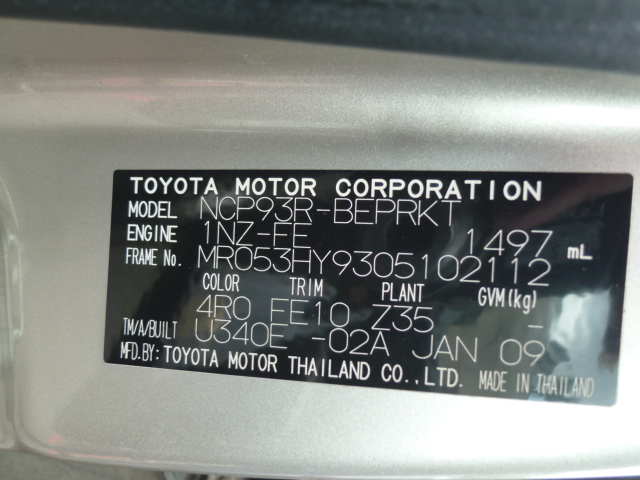 TOYOTA MOTOR CORPORATION
MODEL NCP93R-BEPRKT
ENGINE 1NZ-FE 1497 mL
FRAME No. MR053HY9305102112
COLOR TRIM PLANT GVM(kg)
4R0 FE10 Z35 -
TM/A/BUILT U340E -02A JAN 09
MFD.BY: TOYOTA MOTOR THAILAND CO.,LTD. MADE IN THAILAND